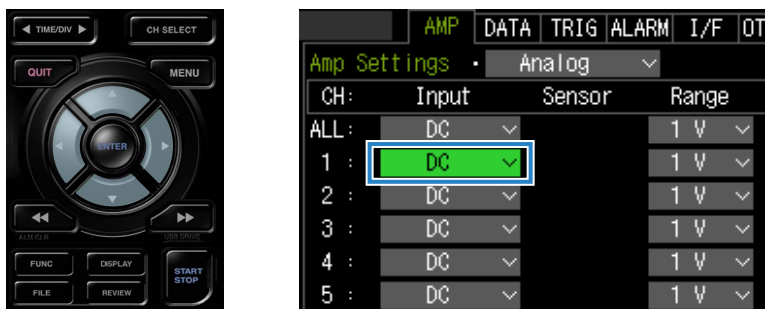 TIME/DIV
CH SELECT
QUIT
MENU
ENTER
ALM CLR
USB DRIVE
FUNC
DISPLAY
START
STOP
FILE
REVIEW
AMP DATA TRIG ALARM I/F OT
Amp Settings · Analog
CH: Input Sensor Range
ALL: DC 1 V
1 : DC 1 V
2 : DC 1 V
3 : DC 1 V
4 : DC 1 V
5 : DC 1 V